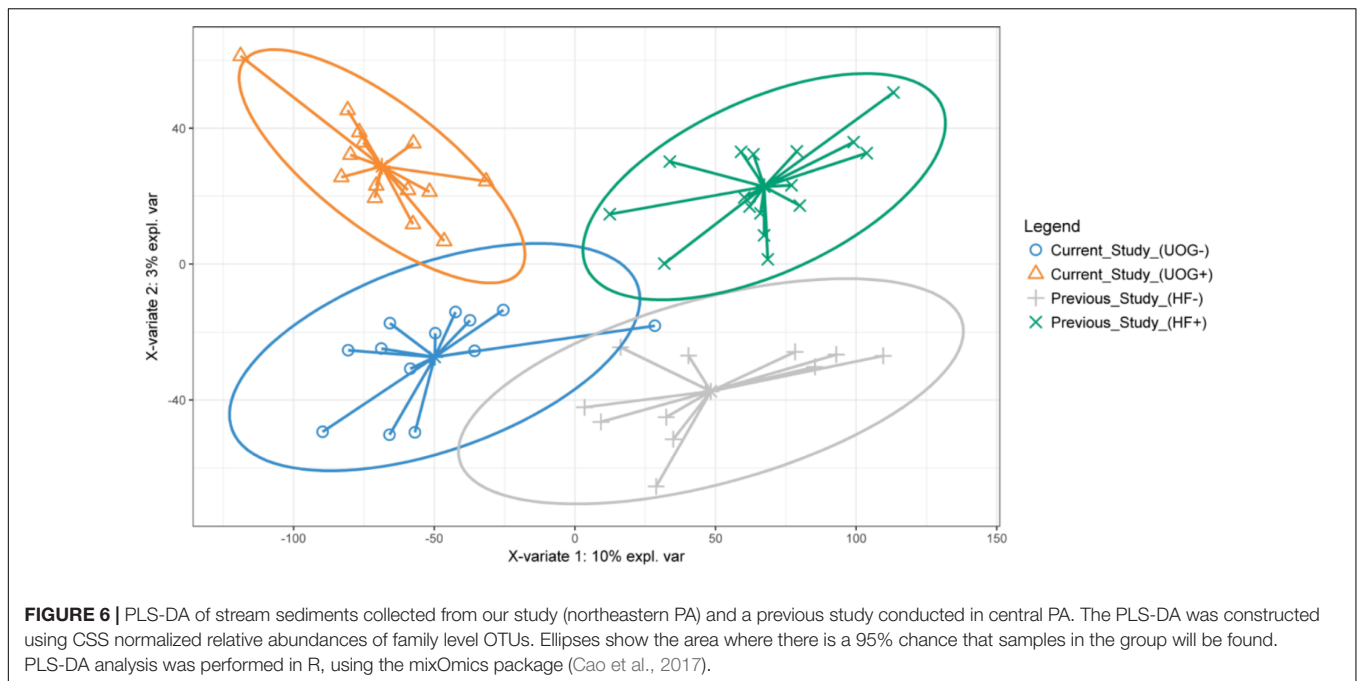 40
0
-40
X-variate 2: 3% expl. var
-100
-50
0
50
100
150
X-variate 1: 10% expl. var
Legend
Current_Study_(UOG-)
Current_Study_(UOG+)
Previous_Study_(HF-)
Previous_Study_(HF+)
FIGURE 6 | PLS-DA of stream sediments collected from our study (northeastern PA) and a previous study conducted in central PA. The PLS-DA was constructed
using CSS normalized relative abundances of family level OTUs. Ellipses show the area where there is a 95% chance that samples in the group will be found.
PLS-DA analysis was performed in R, using the mixOmics package (Cao et al., 2017).